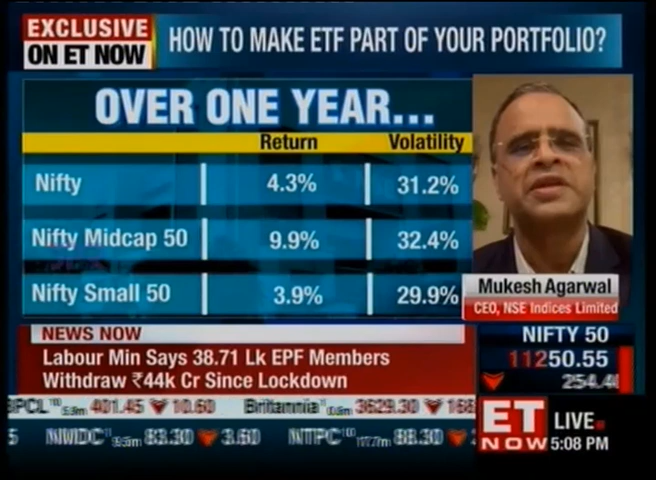 EXCLUSIVE
ON ET NOW
HOW TO MAKE ETF PART OF YOUR PORTFOLIO?
OVER ONE YEAR...
Return Volatility
Nifty 4.3% 31.2%
Nifty Midcap 50 9.9% 32.4%
Nifty Small 50 3.9% 29.9%
Mukesh Agarwal
CEO, NSE Indices Limited
NEWS NOW
Labour Min Says 38.71 Lk EPF Members
Withdraw ₹44k Cr Since Lockdown
NIFTY 50
11250.55
254.4
BPCL 401.45 10.60 Britannia 3629.30
NMDC 83.30 3.60 NTPC 88.30
ET
NOW
LIVE
5:08 PM